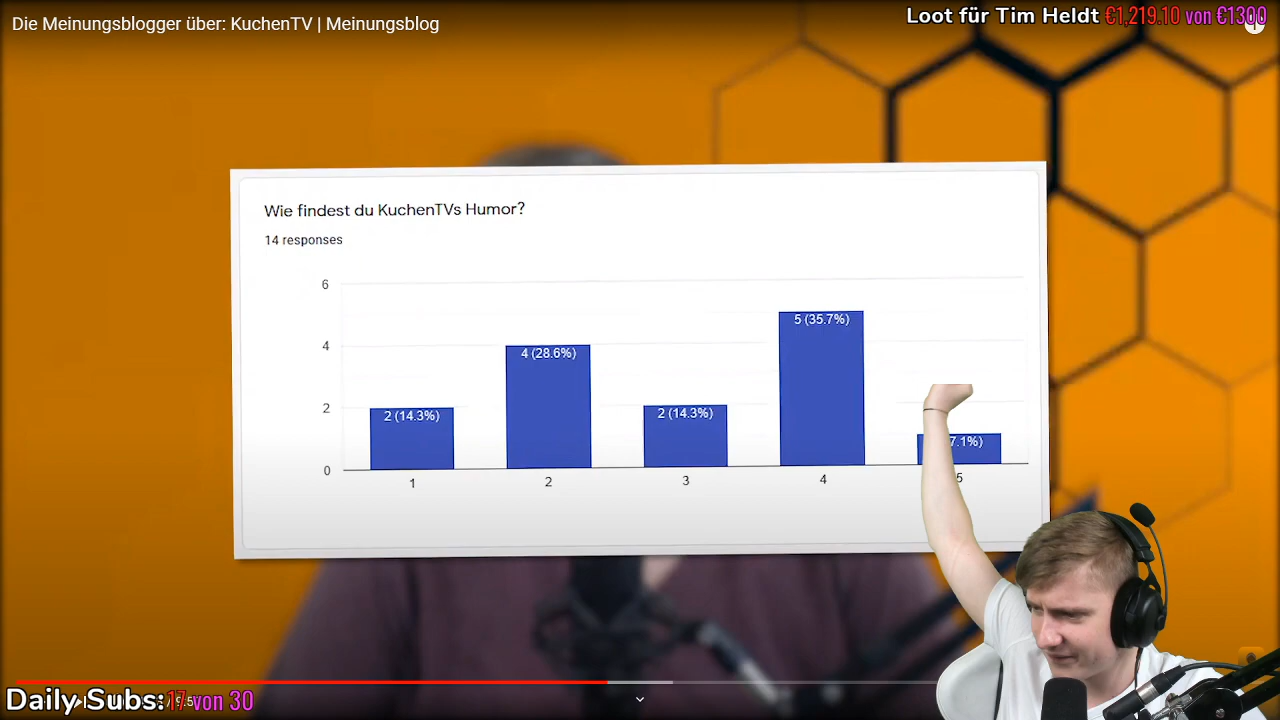 Die Meinungsblogger über: KuchenTV | Meinungsblog
Loot für Tim Heldt €1,219.10 von €1300
Wie findest du KuchenTVs Humor?
14 responses
6
4
2
0
2 (14.3%)
4 (28.6%)
2 (14.3%)
5 (35.7%)
7.1%)
1
2
3
4
5
Daily Subs: 17 von 30